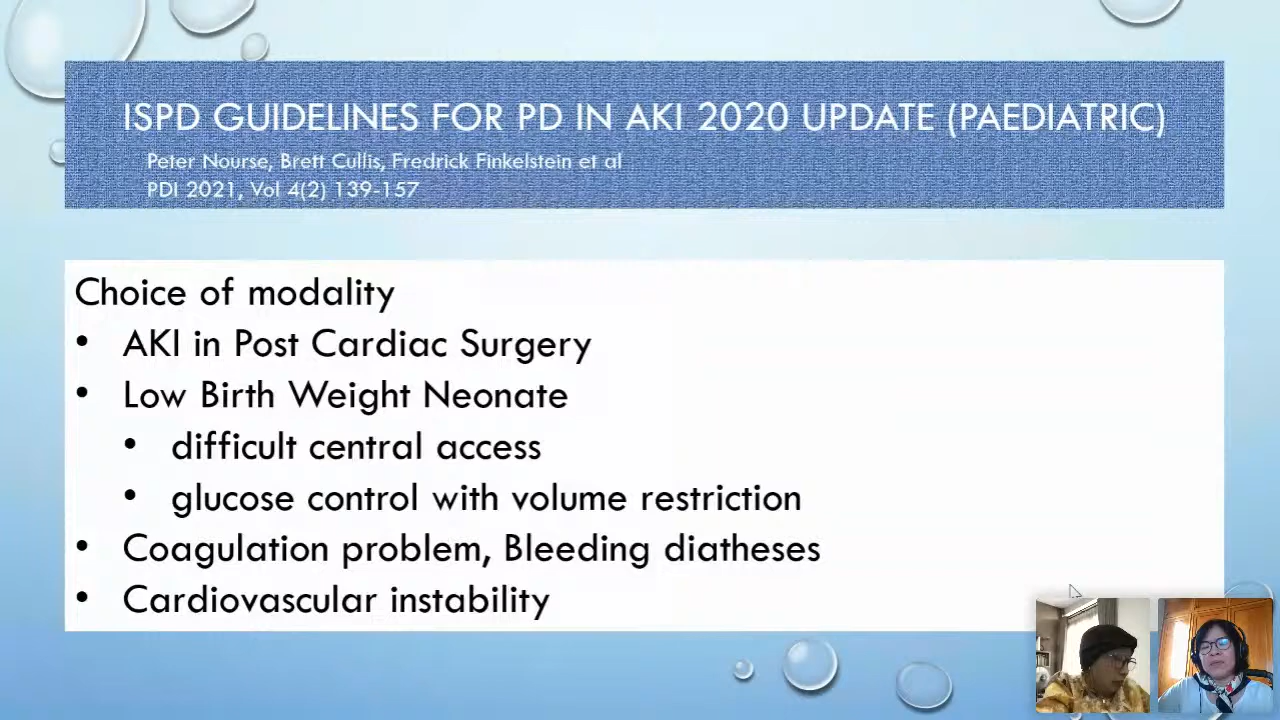 ISPD GUIDELINES FOR PD IN AKI 2020 UPDATE (PAEDIATRIC)
Peter Nourse, Brett Cullis, Fredrick Finkelstein et al
PDI 2021, Vol 4(2) 139-157
Choice of modality
• AKI in Post Cardiac Surgery
• Low Birth Weight Neonate
• difficult central access
• glucose control with volume restriction
• Coagulation problem, Bleeding diatheses
• Cardiovascular instability